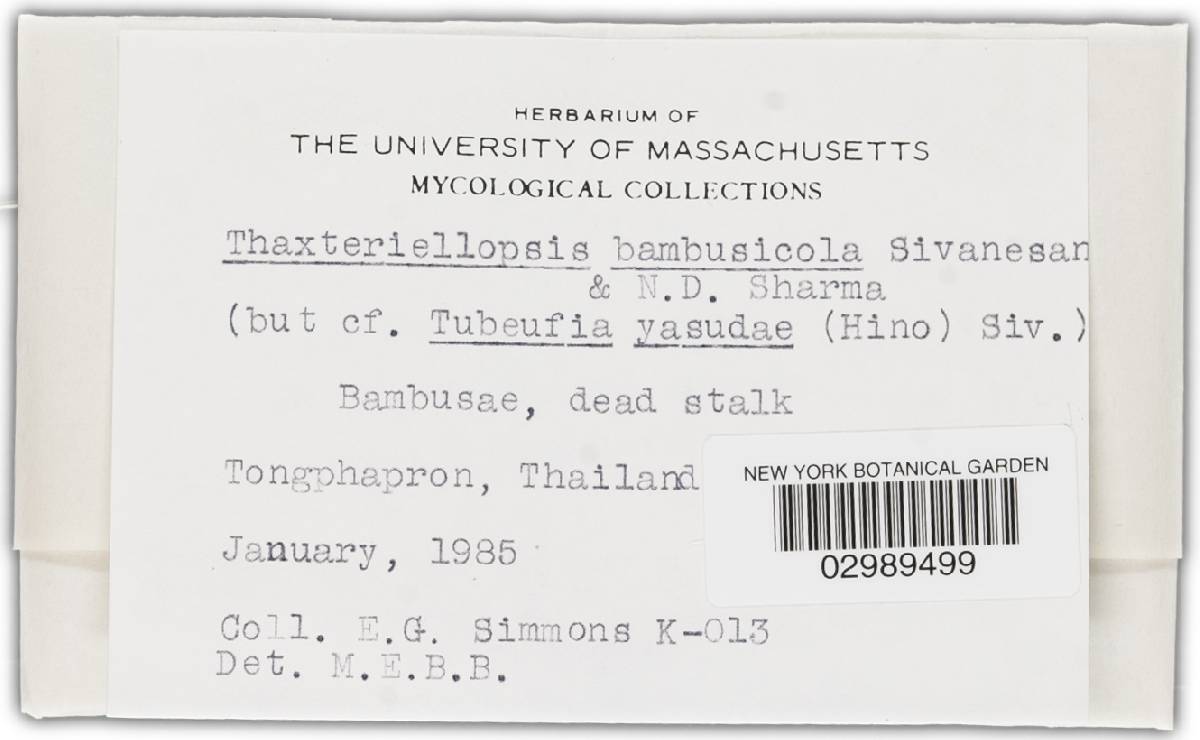 HERBARIUM OF
THE UNIVERSITY OF MASSACHUSETTS
MYCOLOGICAL COLLECTIONS
Thaxteriellopsis bambusicola Sivanesan
& N.D. Sharma
(but cf. Tubeufia yasudae (Hino) Siv.)
Bambusae, dead stalk
Tongphapron, Thailand
January, 1985
Coll. E.G. Simmons K-013
Det. M.E.B.B.
NEW YORK BOTANICAL GARDEN
02989499